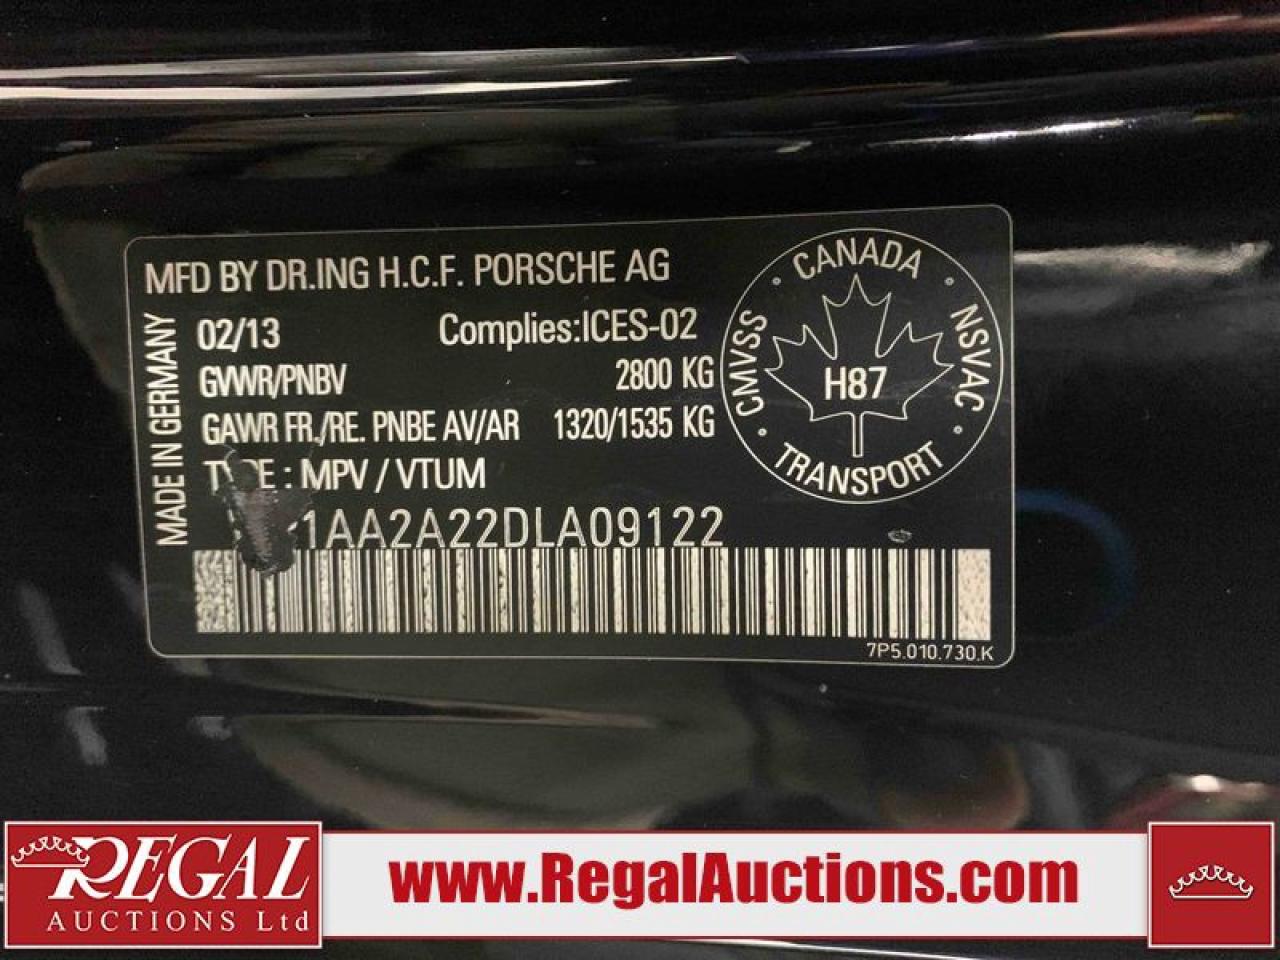 MFD BY DR.ING H.C.F. PORSCHE AG
02/13 Complies:ICES-02
GVWR/PNBV 2800 KG
GAWR FR./RE. PNBE AV/AR 1320/1535 KG
TYPE : MPV / VTUM
1AA2A22DLA09122
MADE IN GERMANY
CANADA
CMVSS
NSVAC
H87
TRANSPORT
7P5.010.730.K
REGAL
AUCTIONS Ltd
www.RegalAuctions.com